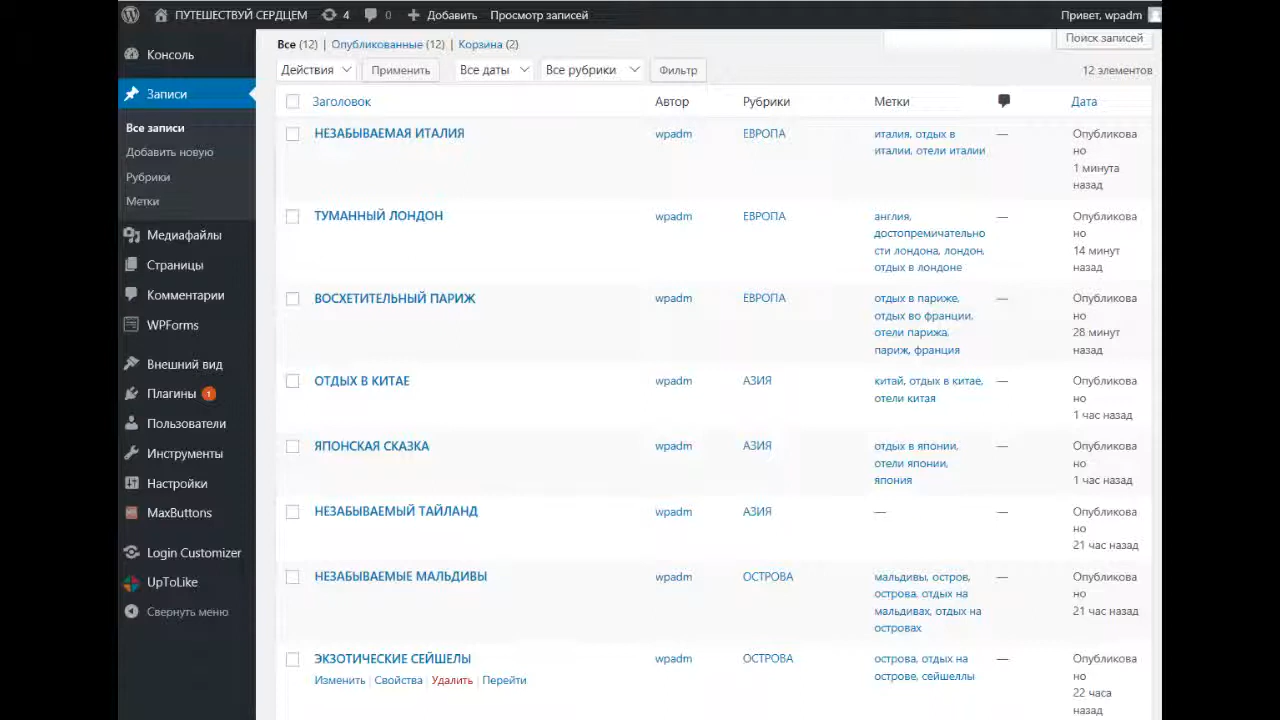 ПУТЕШЕСТВУЙ СЕРДЦЕМ 4 0 Добавить Просмотр записей Привет, wpadm
Консоль
Записи
Все записи
Добавить новую
Рубрики
Метки
Медиафайлы
Страницы
Комментарии
WPForms
Внешний вид
Плагины 1
Пользователи
Инструменты
Настройки
MaxButtons
Login Customizer
UpToLike
Свернуть меню
Все (12) | Опубликованные (12) | Корзина (2)
Поиск записей
Действия Применить Все даты Все рубрики Фильтр 12 элементов
Заголовок Автор Рубрики Метки Дата
НЕЗАБЫВАЕМАЯ ИТАЛИЯ wpadm ЕВРОПА италия, отдых в — Опубликова
италии, отели италии но
1 минута
назад
ТУМАННЫЙ ЛОНДОН wpadm ЕВРОПА англия, — Опубликова
достопремичательно но
сти лондона, лондон, 14 минут
отдых в лондоне назад
ВОСХЕТИТЕЛЬНЫЙ ПАРИЖ wpadm ЕВРОПА отдых в париже, — Опубликова
отдых во франции, но
отели парижа, 28 минут
париж, франция назад
ОТДЫХ В КИТАЕ wpadm АЗИЯ китай, отдых в китае, — Опубликова
отели китая но
1 час назад
ЯПОНСКАЯ СКАЗКА wpadm АЗИЯ отдых в японии, — Опубликова
отели японии, но
япония 1 час назад
НЕЗАБЫВАЕМЫЙ ТАЙЛАНД wpadm АЗИЯ — — Опубликова
но
21 час назад
НЕЗАБЫВАЕМЫЕ МАЛЬДИВЫ wpadm ОСТРОВА мальдивы, остров, — Опубликова
острова, отдых на но
мальдивах, отдых на 21 час назад
островах
ЭКЗОТИЧЕСКИЕ СЕЙШЕЛЫ wpadm ОСТРОВА острова, отдых на — Опубликова
Изменить | Свойства | Удалить | Перейти острове, сейшеллы но
22 часа
назад